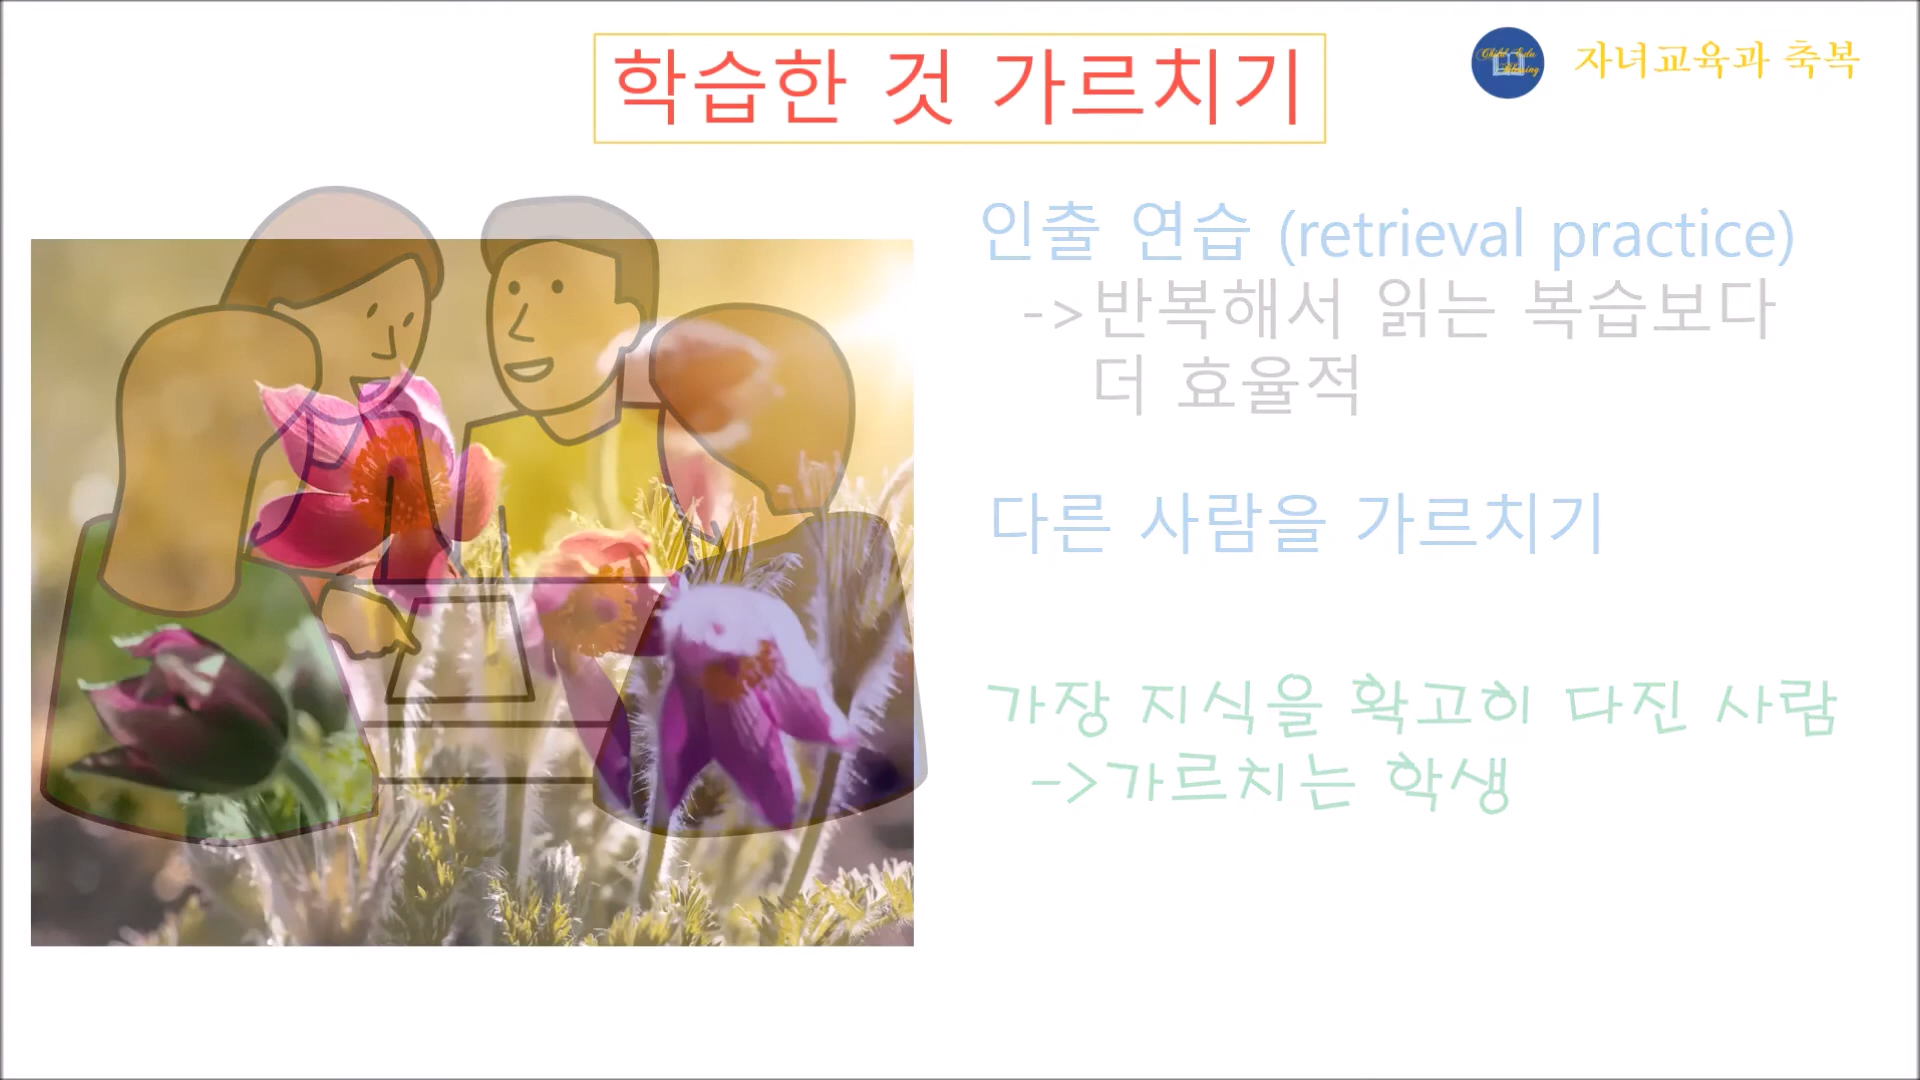 학습한 것 가르치기
Child Edu
Blessing
자녀교육과 축복
인출 연습 (retrieval practice)
->반복해서 읽는 복습보다
더 효율적
다른 사람을 가르치기
가장 지식을 확고히 다진 사람
->가르치는 학생